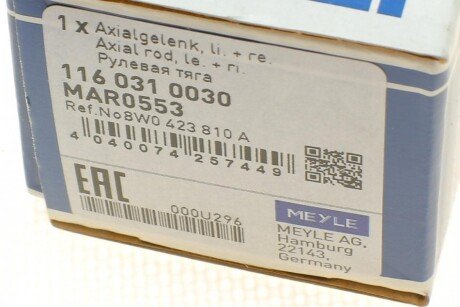 1 x Axialgelenk, li. + re.
Axial rod, le. + ri.
Рулевая тяга
116 031 0030
MAR0553
Ref.No8W0 423 810 A
4 040074 257449
EAC
000U296
MEYLE
MEYLE AG,
Hamburg
22143,
Germany